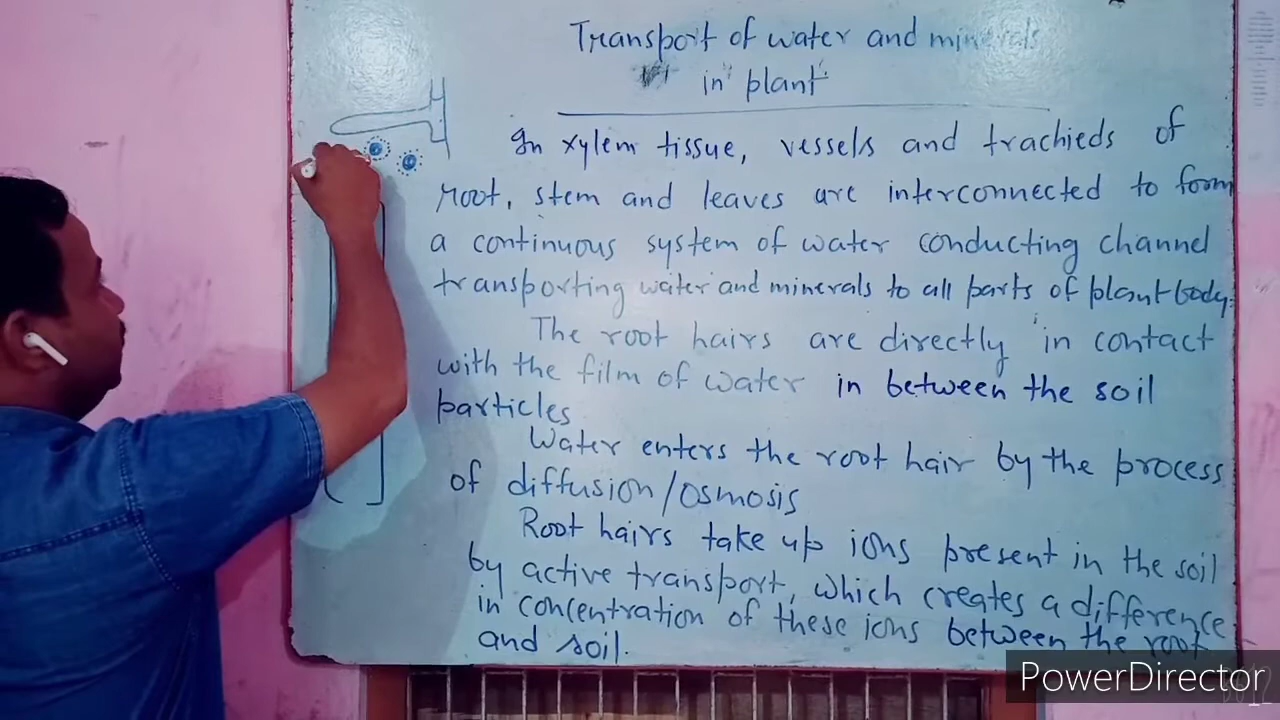 Transport of water and minerals
in plant
In xylem tissue, vessels and trachieds of
root, stem and leaves are interconnected to form
a continuous system of water conducting channel
transporting water and minerals to all parts of plant body.
The root hairs are directly in contact
with the film of water in between the soil
particles
Water enters the root hair by the process
of diffusion/osmosis
Root hairs take up ions present in the soil
by active transport, which creates a difference
in concentration of these ions between the root
and soil.
PowerDirector